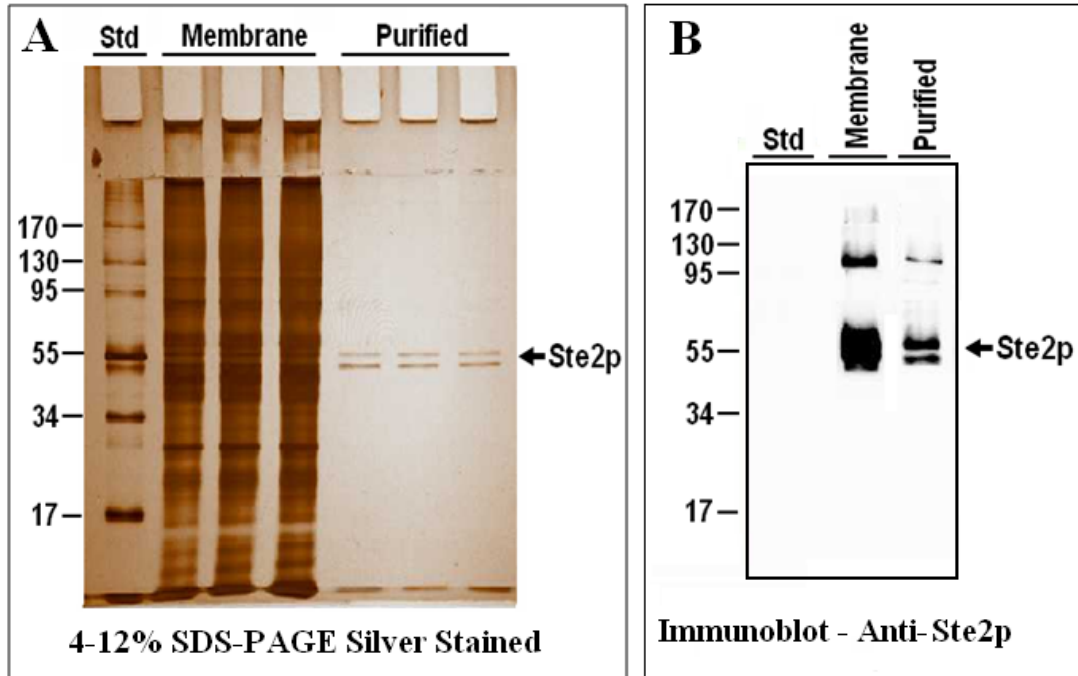 A
Std Membrane Purified
170
130
95
55
34
17
Ste2p
4-12% SDS-PAGE Silver Stained
B
Std Membrane Purified
170
130
95
55
34
17
Ste2p
Immunoblot - Anti-Ste2p